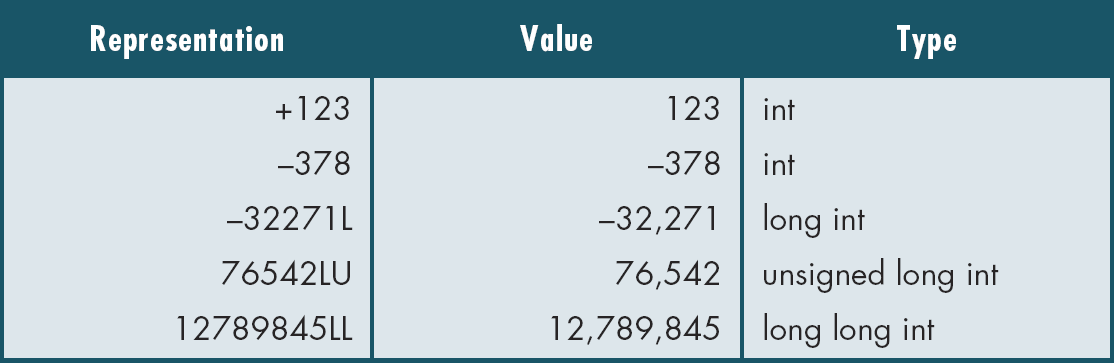 Representation Value Type
+123 123 int
–378 –378 int
–32271L –32,271 long int
76542LU 76,542 unsigned long int
12789845LL 12,789,845 long long int